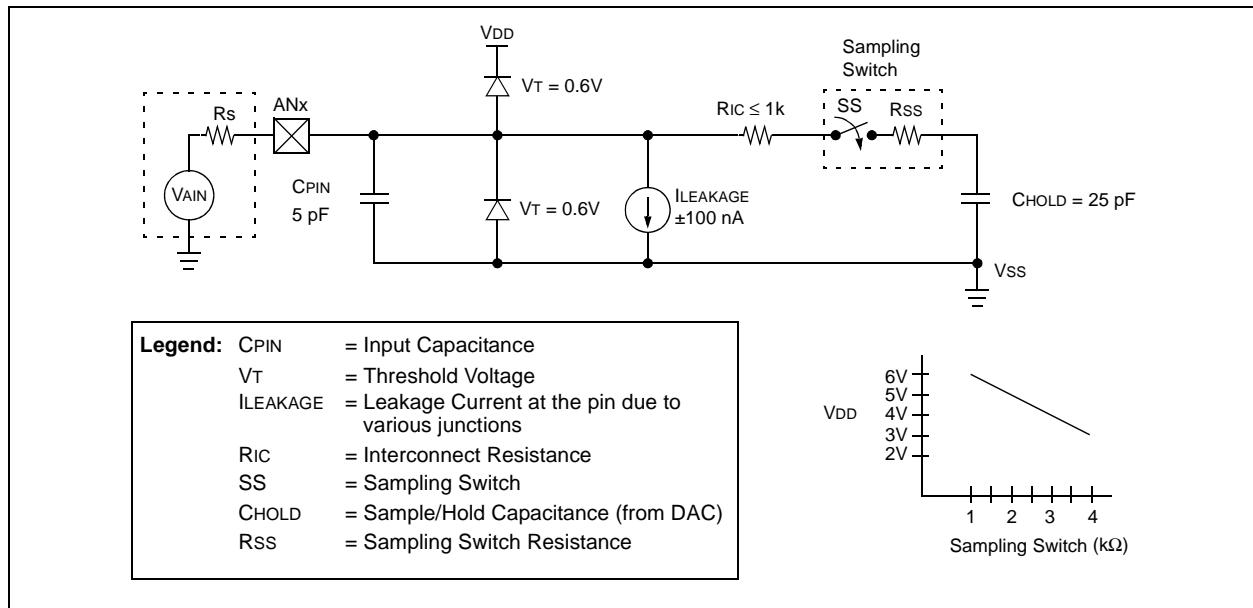 VDD
VT = 0.6V
Sampling
Switch
Rs
ANx
RIC ≤ 1k
SS
RSS
VAIN
CPIN
5 pF
VT = 0.6V
ILEAKAGE
±100 nA
CHOLD = 25 pF
VSS
Legend: CPIN = Input Capacitance
VT = Threshold Voltage
ILEAKAGE = Leakage Current at the pin due to
various junctions
RIC = Interconnect Resistance
SS = Sampling Switch
CHOLD = Sample/Hold Capacitance (from DAC)
RSS = Sampling Switch Resistance
VDD
6V
5V
4V
3V
2V
1 2 3 4
Sampling Switch (kΩ)